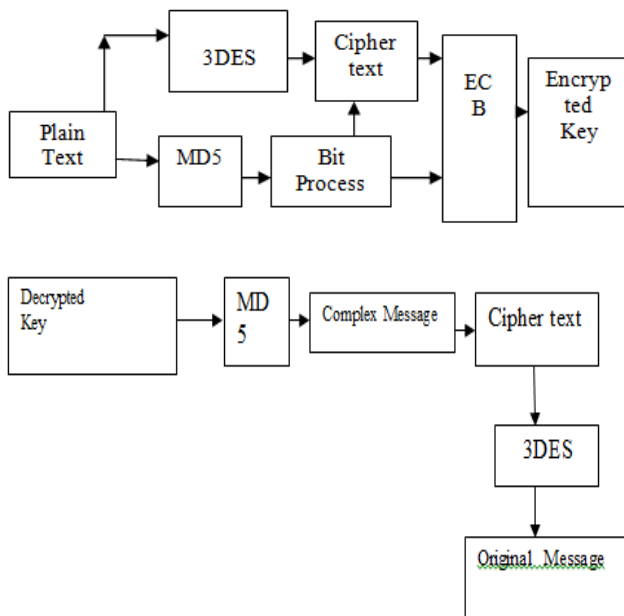 3DES
Cipher
text
EC
B
Encryp
ted
Key
Plain
Text
MD5
Bit
Process
Decrypted
Key
MD
5
Complex Message
Cipher text
3DES
Original Message